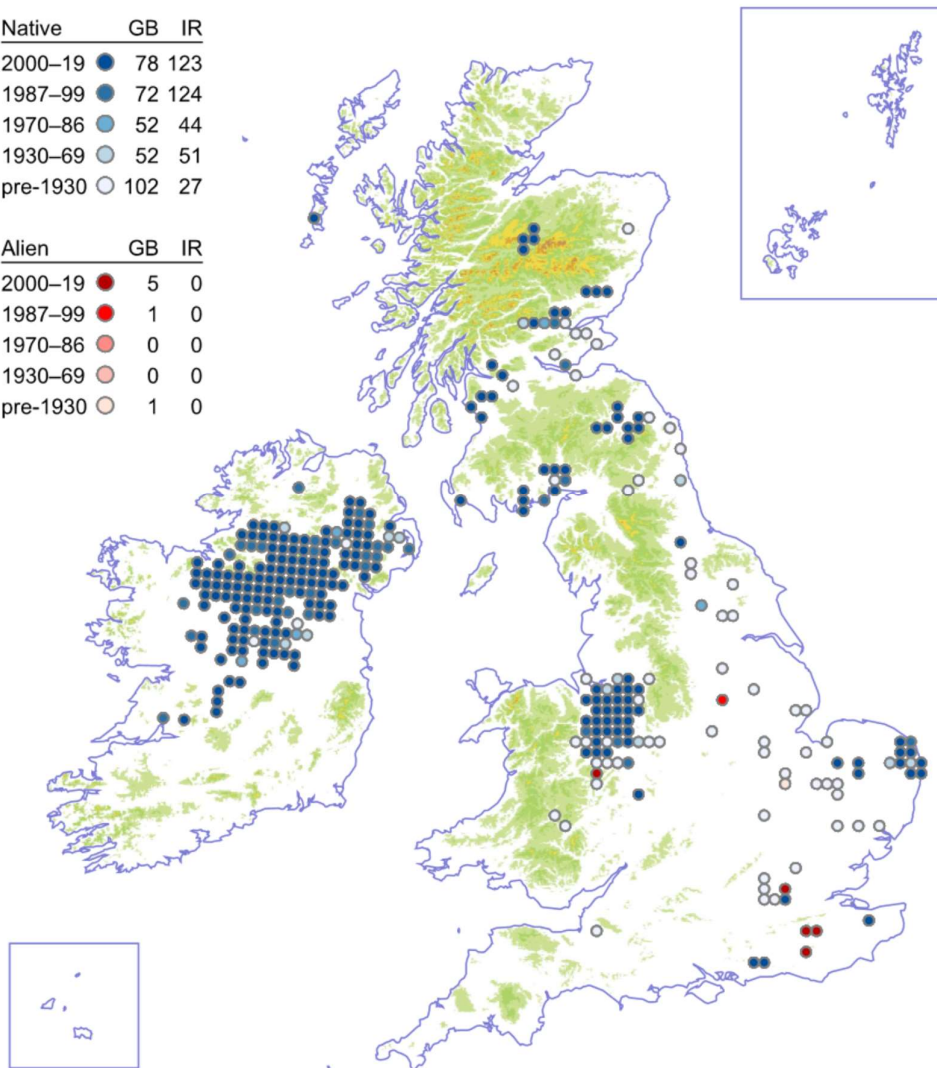 Native GB IR
2000–19 78 123
1987–99 72 124
1970–86 52 44
1930–69 52 51
pre-1930 102 27
Alien GB IR
2000–19 5 0
1987–99 1 0
1970–86 0 0
1930–69 0 0
pre-1930 1 0